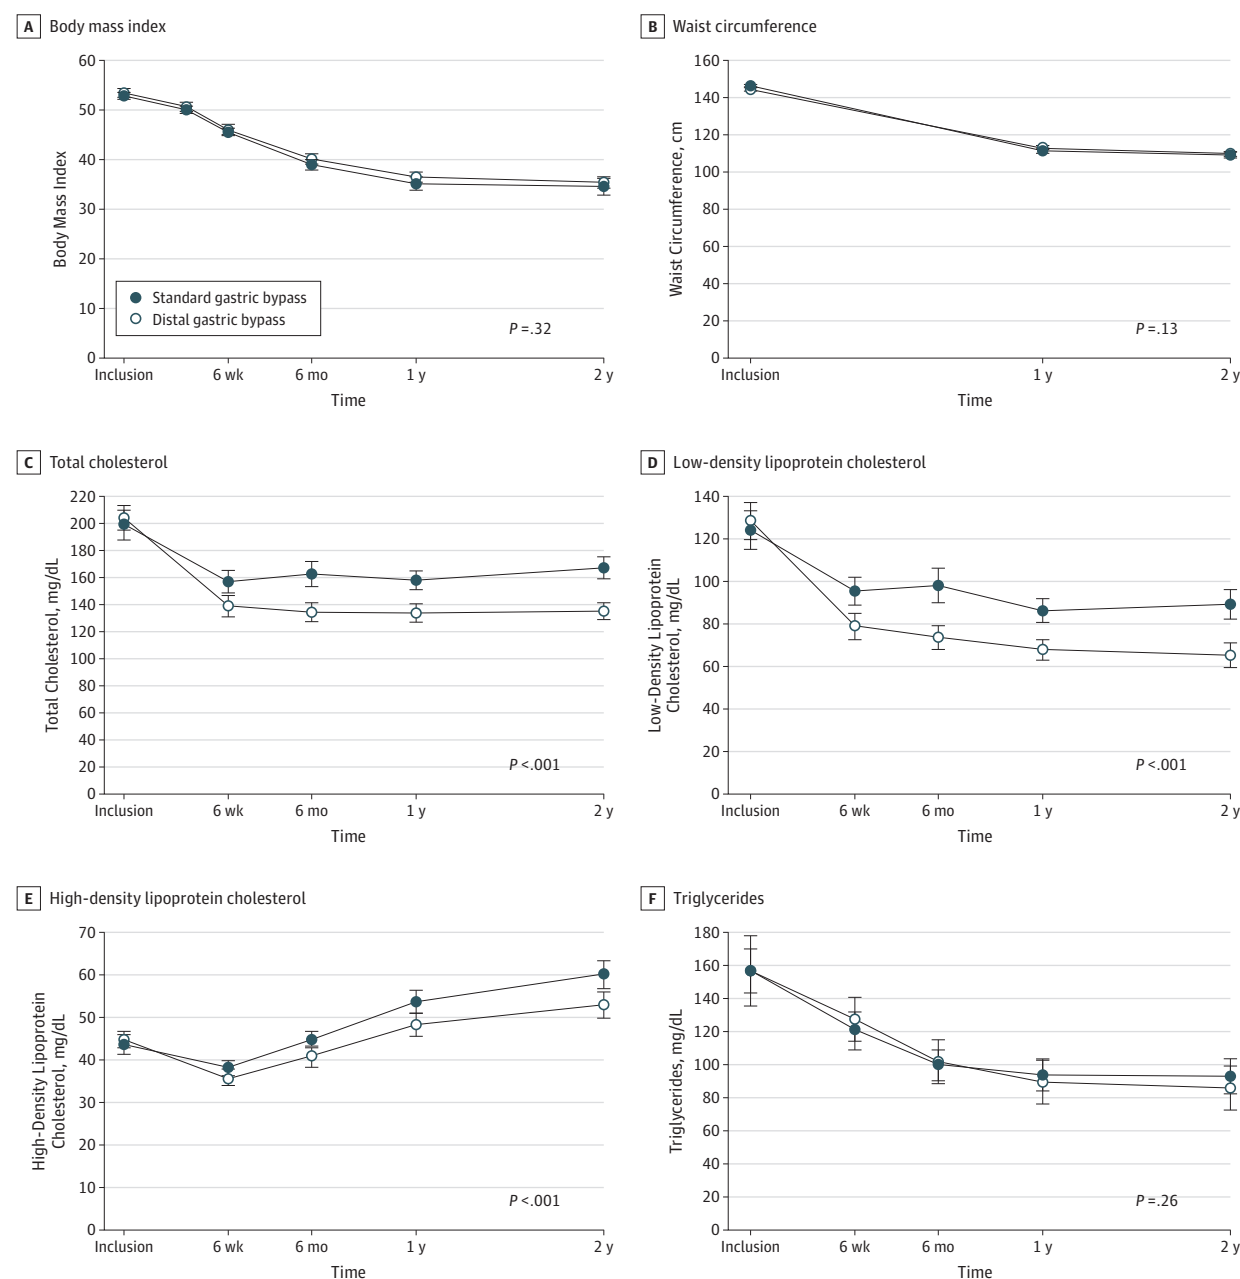 A Body mass index
60
50
40
30
20
10
0
Body Mass Index
Standard gastric bypass
Distal gastric bypass
P =.32
Inclusion 6 wk 6 mo 1 y 2 y
Time
B Waist circumference
160
140
120
100
80
60
40
20
0
Waist Circumference, cm
P =.13
Inclusion 1 y 2 y
Time
C Total cholesterol
220
200
180
160
140
120
100
80
60
40
20
0
Total Cholesterol, mg/dL
P <.001
Inclusion 6 wk 6 mo 1 y 2 y
Time
D Low-density lipoprotein cholesterol
140
120
100
80
60
40
20
0
Low-Density Lipoprotein
Cholesterol, mg/dL
P <.001
Inclusion 6 wk 6 mo 1 y 2 y
Time
E High-density lipoprotein cholesterol
70
60
50
40
30
20
10
0
High-Density Lipoprotein
Cholesterol, mg/dL
P <.001
Inclusion 6 wk 6 mo 1 y 2 y
Time
F Triglycerides
180
160
140
120
100
80
60
40
20
0
Triglycerides, mg/dL
P =.26
Inclusion 6 wk 6 mo 1 y 2 y
Time